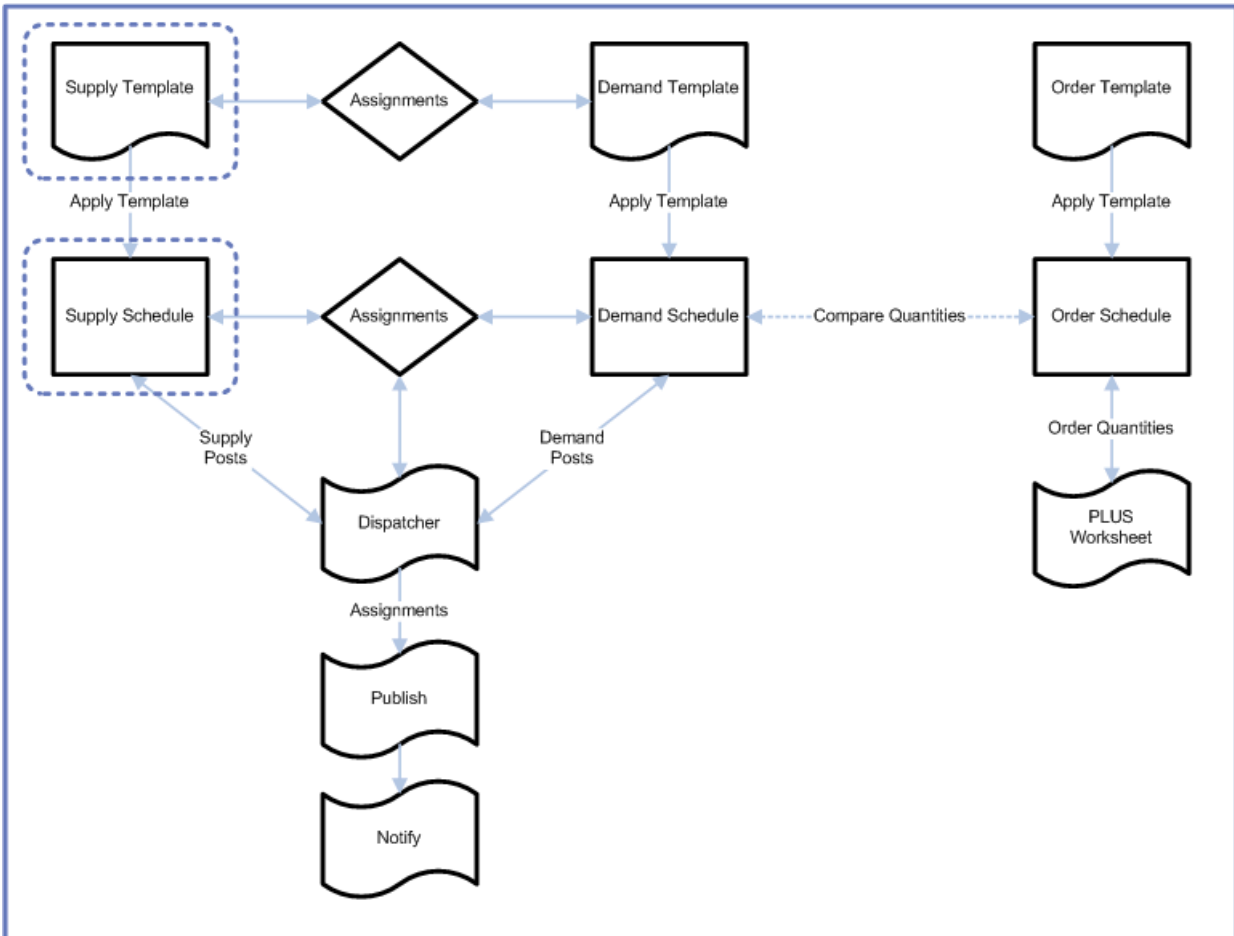 Supply Template
Assignments
Demand Template
Order Template
Apply Template
Apply Template
Apply Template
Supply Schedule
Assignments
Demand Schedule
Compare Quantities
Order Schedule
Supply
Posts
Demand
Posts
Order Quantities
Dispatcher
PLUS
Worksheet
Assignments
Publish
Notify